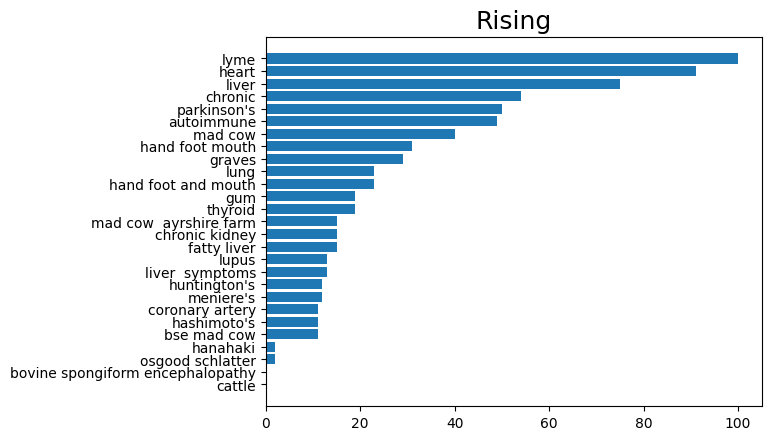 Rising
lyme
heart
liver
chronic
parkinson's
autoimmune
mad cow
hand foot mouth
graves
lung
hand foot and mouth
gum
thyroid
mad cow  ayrshire farm
chronic kidney
fatty liver
lupus
liver  symptoms
huntington's
meniere's
coronary artery
hashimoto's
bse mad cow
hanahaki
osgood schlatter
bovine spongiform encephalopathy
cattle
0 20 40 60 80 100